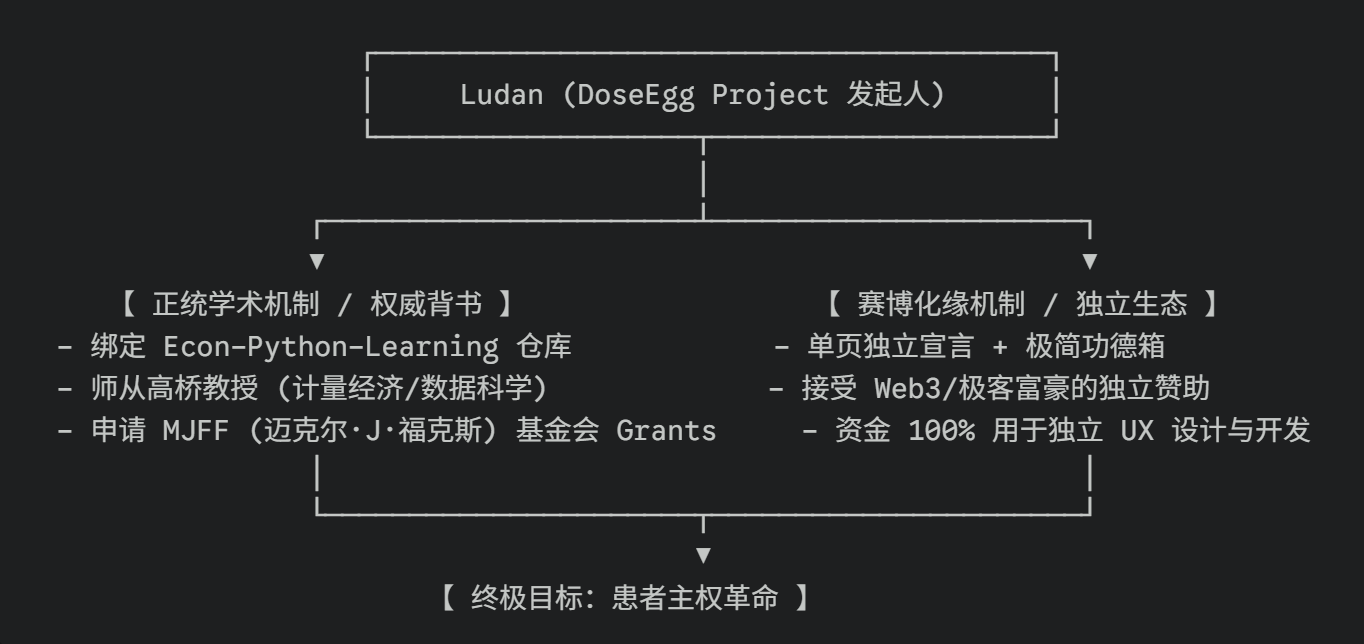 Ludan (DoseEgg Project 发起人)
【 正统学术机制 / 权威背书 】
- 绑定 Econ-Python-Learning 仓库
- 师从高桥教授 (计量经济/数据科学)
- 申请 MJFF (迈克尔·J·福克斯) 基金会 Grants
【 赛博化缘机制 / 独立生态 】
- 单页独立宣言 + 极简功德箱
- 接受 Web3/极客富豪的独立赞助
- 资金 100% 用于独立 UX 设计与开发
【 终极目标: 患者主权革命 】